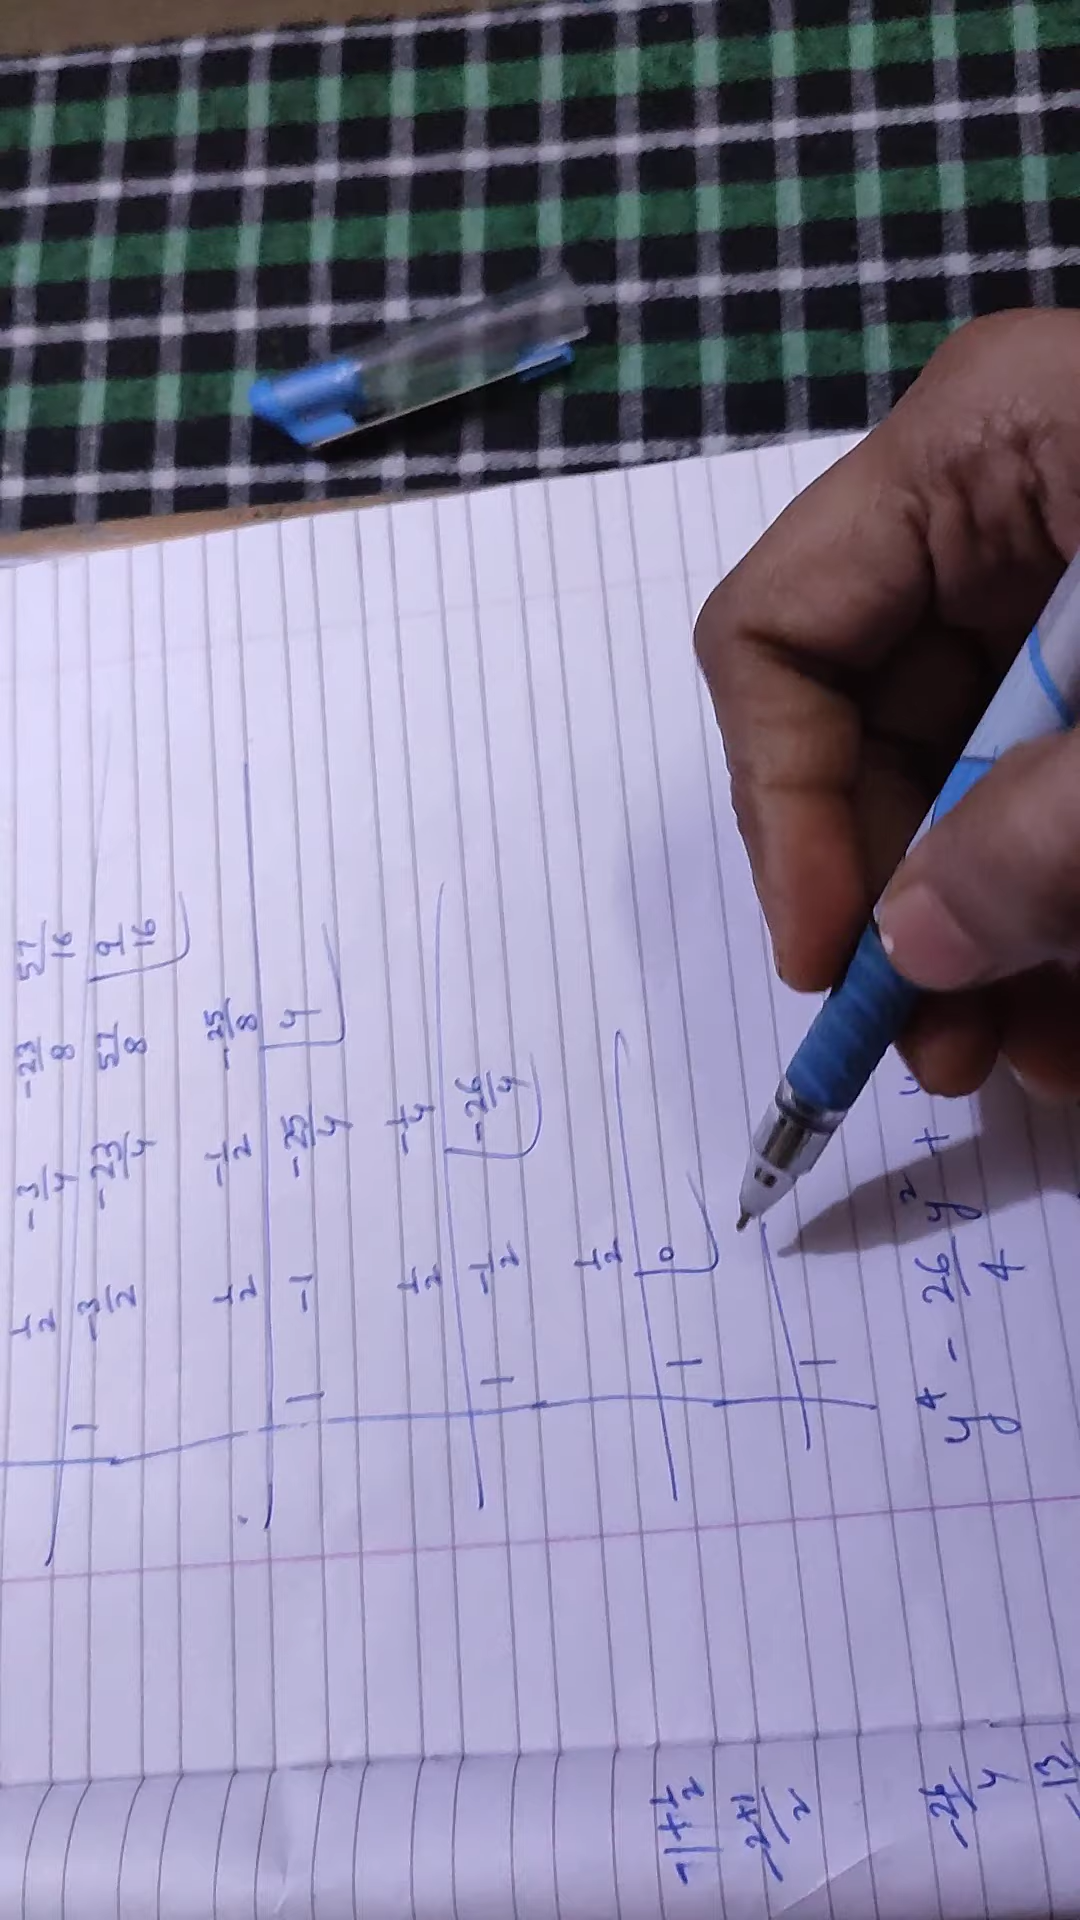 1/2 -3/4 -23/8 57/16
1 -3/2 -23/4 57/8 9/16
1/2 -1/2 -25/8
1 -1 -25/4 4
1/2 -1/4
1 -1/2 -26/4
1/2
1 0
1
y⁴ - 26/4 y² +
-1 + 1/2
-2+1/2
-26/4
-13